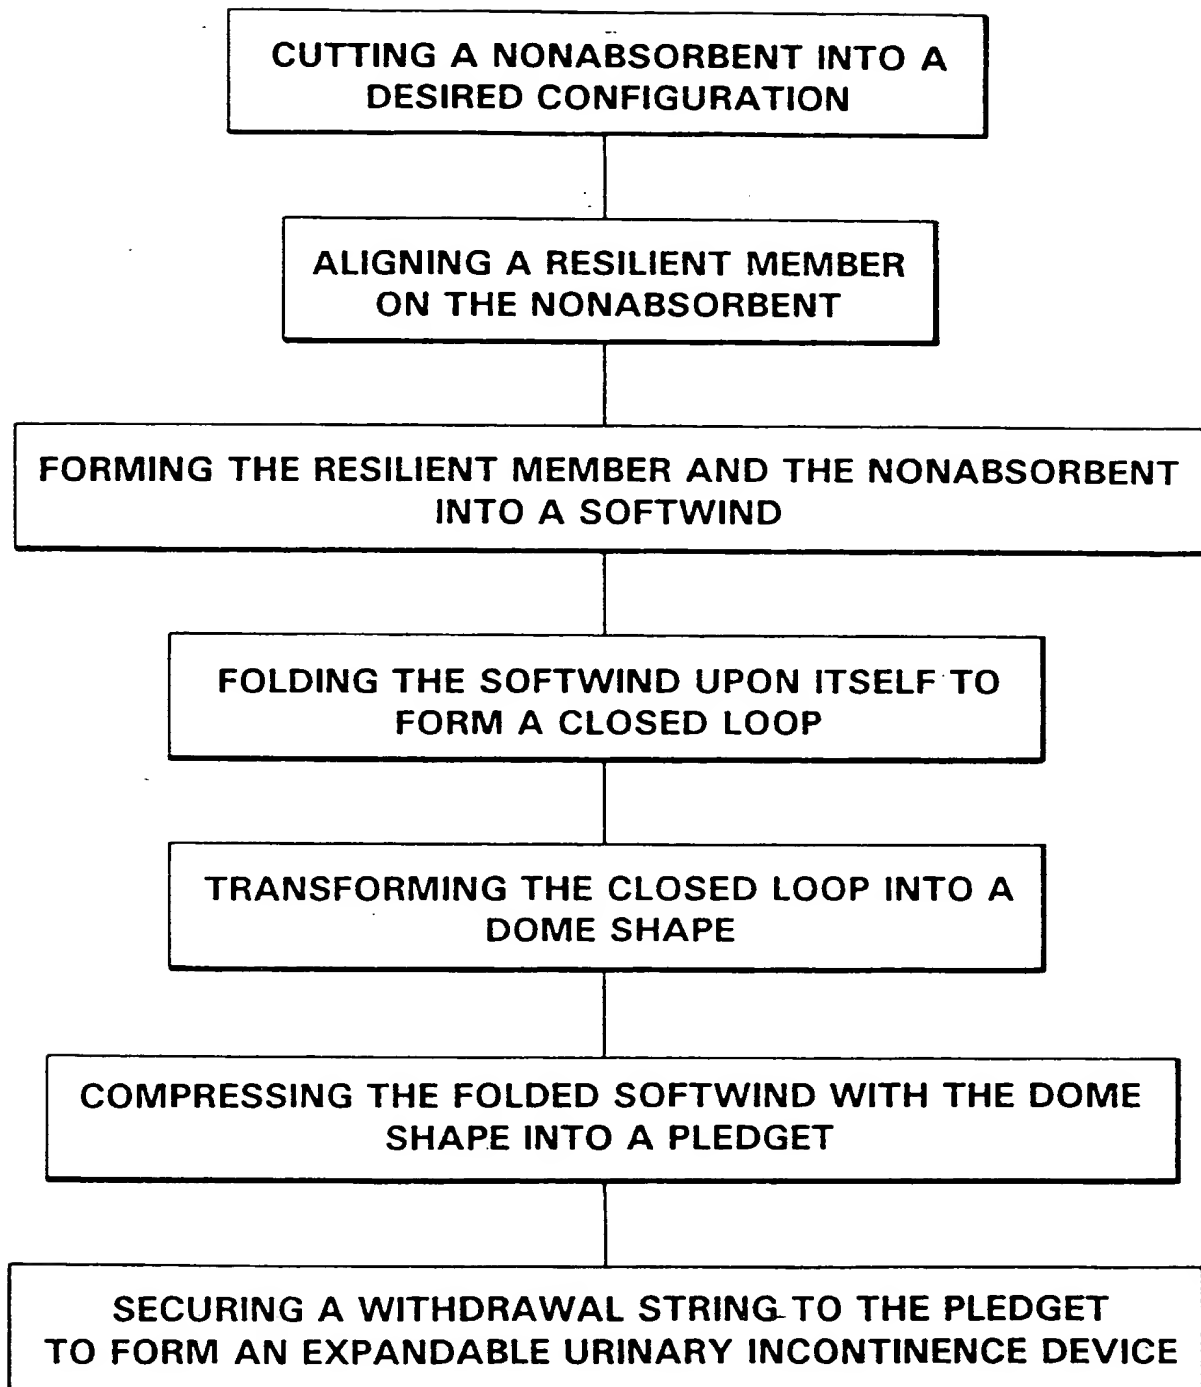 CUTTING A NONABSORBENT INTO A
DESIRED CONFIGURATION
ALIGNING A RESILIENT MEMBER
ON THE NONABSORBENT
FORMING THE RESILIENT MEMBER AND THE NONABSORBENT
INTO A SOFTWIND
FOLDING THE SOFTWIND UPON ITSELF TO
FORM A CLOSED LOOP
TRANSFORMING THE CLOSED LOOP INTO A
DOME SHAPE
COMPRESSING THE FOLDED SOFTWIND WITH THE DOME
SHAPE INTO A PLEDGET
SECURING A WITHDRAWAL STRING TO THE PLEDGET
TO FORM AN EXPANDABLE URINARY INCONTINENCE DEVICE